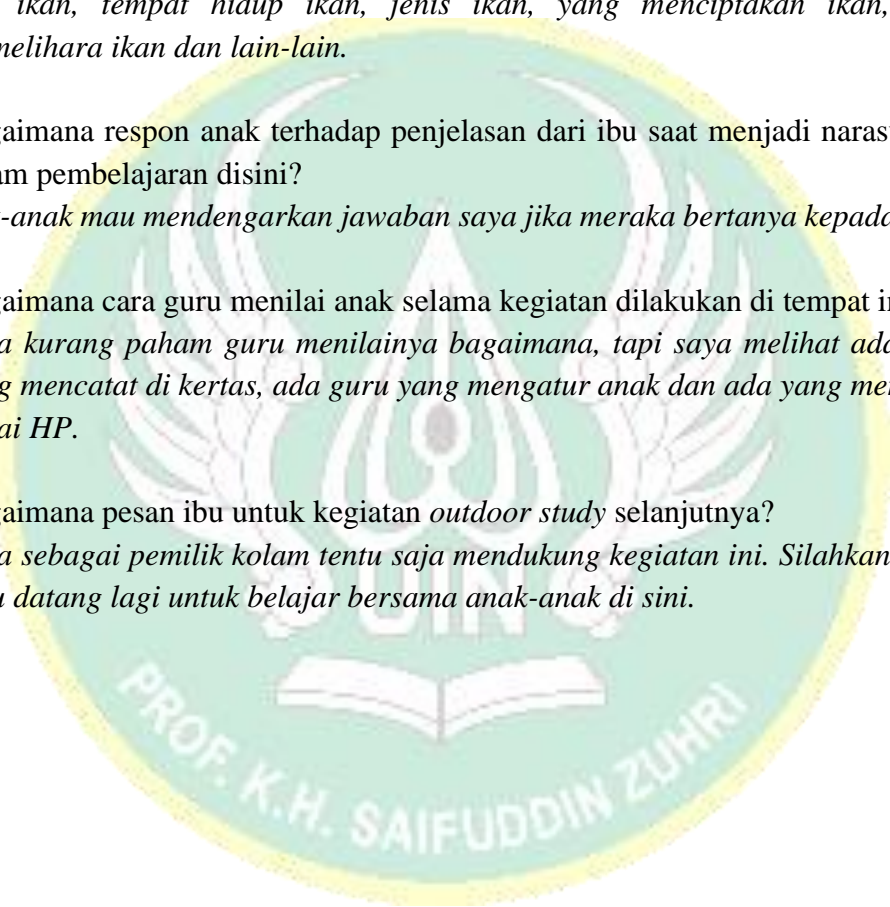 ikan, tempat hidup ikan, jenis ikan, yang menciptakan ikan,
melihara ikan dan lain-lain.
gaimana respon anak terhadap penjelasan dari ibu saat menjadi naras
am pembelajaran disini?
-anak mau mendengarkan jawaban saya jika meraka bertanya kepada
gaimana cara guru menilai anak selama kegiatan dilakukan di tempat in
a kurang paham guru menilainya bagaimana, tapi saya melihat ada
g mencatat di kertas, ada guru yang mengatur anak dan ada yang me
ai HP.
gaimana pesan ibu untuk kegiatan outdoor study selanjutnya?
a sebagai pemilik kolam tentu saja mendukung kegiatan ini. Silahkan
u datang lagi untuk belajar bersama anak-anak di sini.
UIN
PROF. K.H. SAIFUDDIN ZUHRI